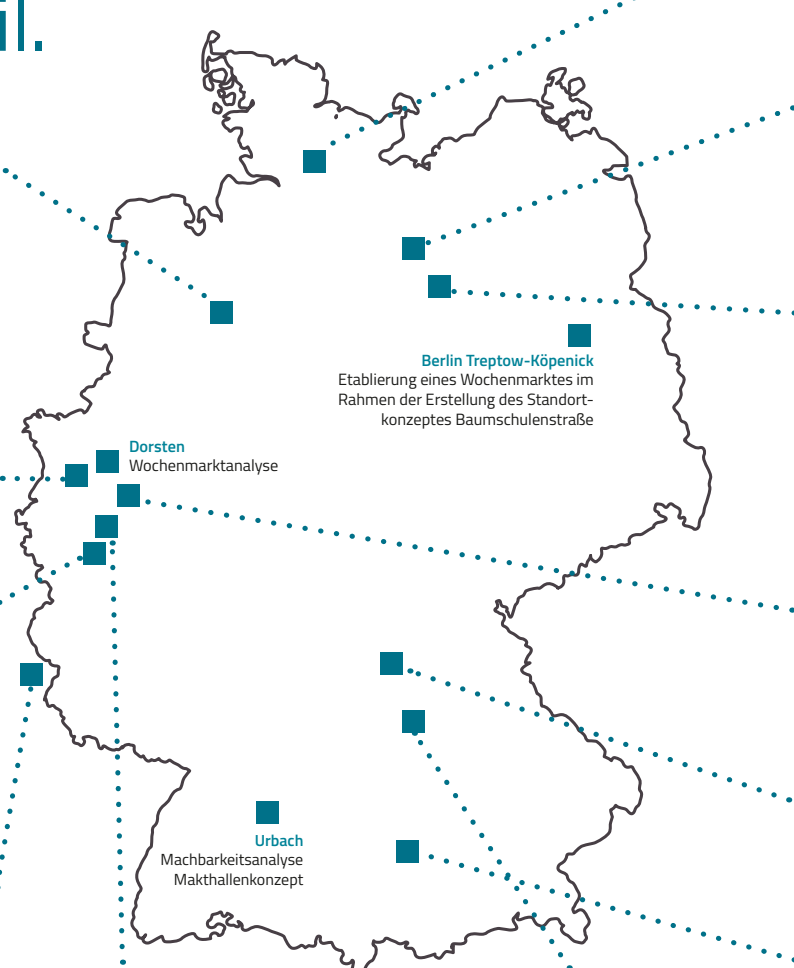 il.
Berlin Treptow-Köpenick
Etablierung eines Wochenmarktes im
Rahmen der Erstellung des Standort-
konzeptes Baumschulenstraße
Dorsten
Wochenmarktanalyse
Urbach
Machbarkeitsanalyse
Makthallenkonzept